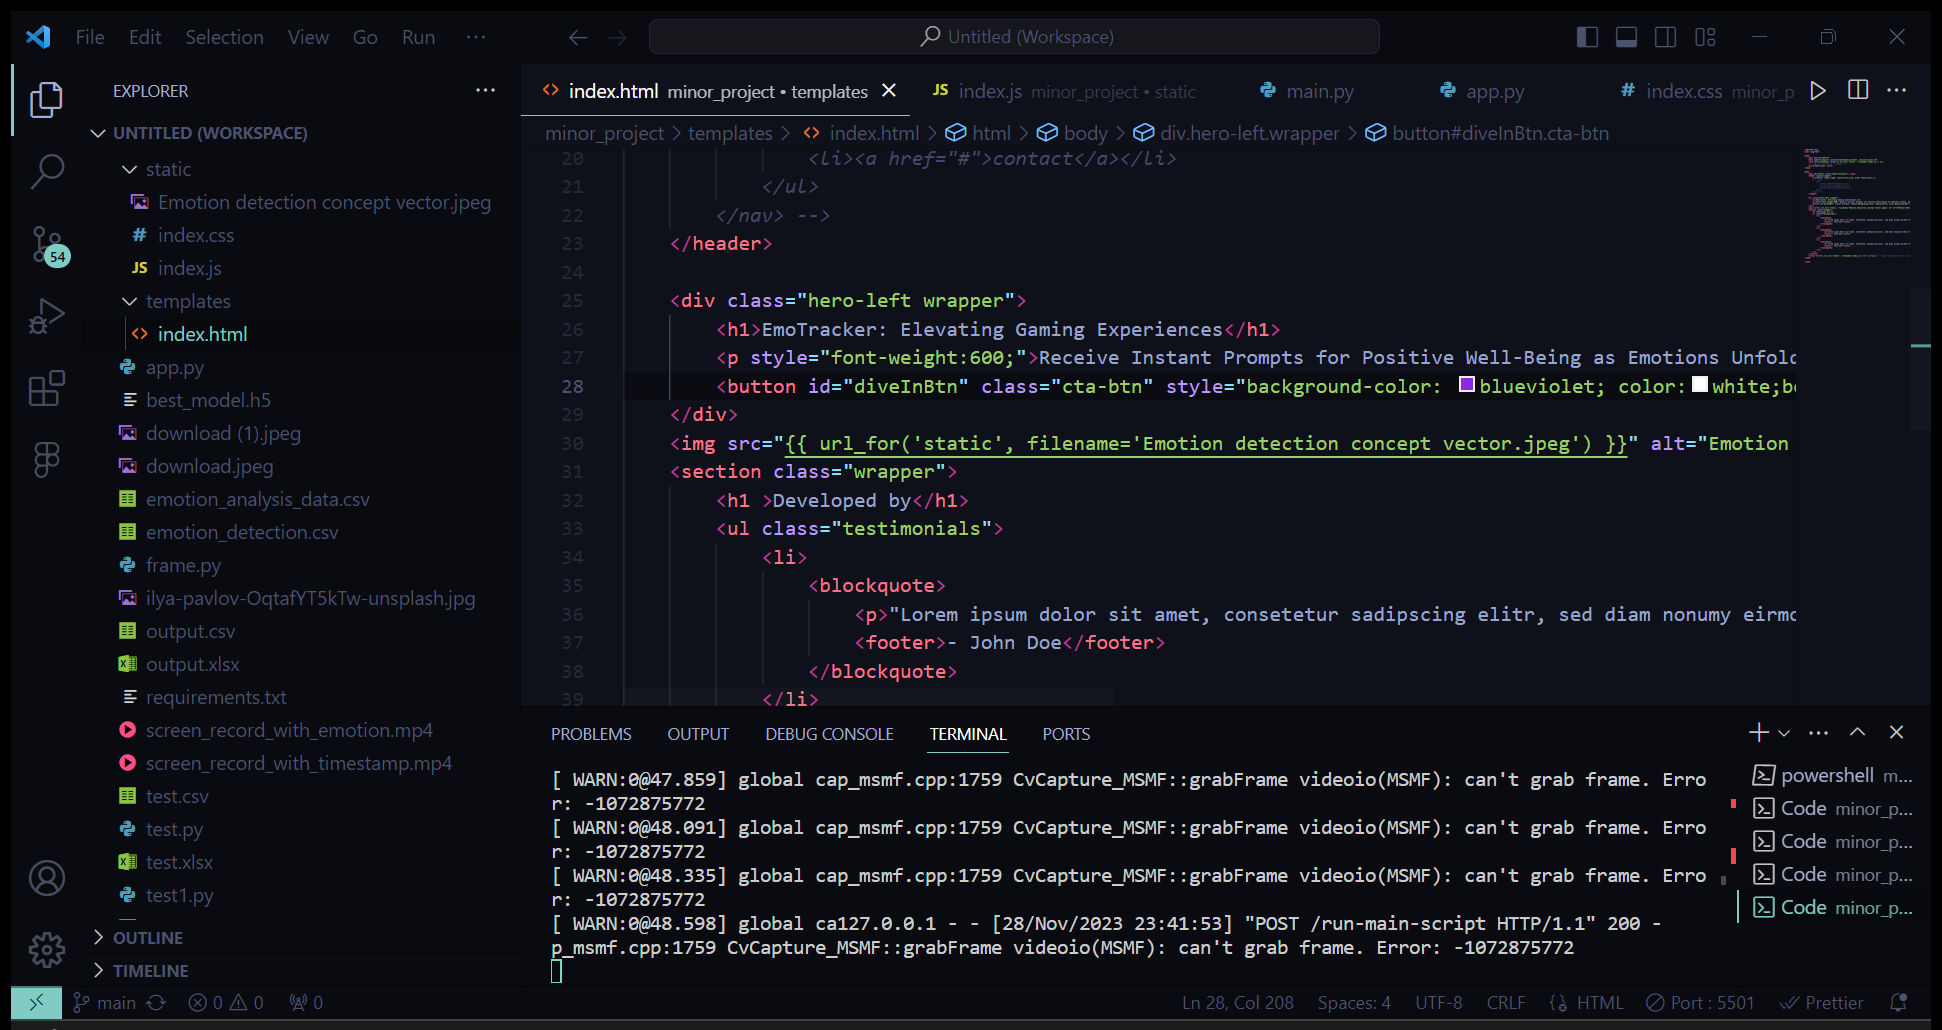 File Edit Selection View Go Run ··· Untitled (Workspace)
EXPLORER ···
UNTITLED (WORKSPACE)
static
Emotion detection concept vector.jpeg
# index.css
JS index.js
templates
<> index.html
app.py
best_model.h5
download (1).jpeg
download.jpeg
emotion_analysis_data.csv
emotion_detection.csv
frame.py
ilya-pavlov-OqtafYT5kTw-unsplash.jpg
output.csv
output.xlsx
requirements.txt
screen_record_with_emotion.mp4
screen_record_with_timestamp.mp4
test.csv
test.py
test.xlsx
test1.py
OUTLINE
TIMELINE
54
<> index.html minor_project • templates JS index.js minor_project • static main.py app.py # index.css minor_p
minor_project > templates > <> index.html > html > body > div.hero-left.wrapper > button#diveInBtn.cta-btn
20 <li><a href="#">contact</a></li>
21 </ul>
22 </nav> -->
23 </header>
24
25 <div class="hero-left wrapper">
26 <h1>EmoTracker: Elevating Gaming Experiences</h1>
27 <p style="font-weight:600;">Receive Instant Prompts for Positive Well-Being as Emotions Unfol
28 <button id="diveInBtn" class="cta-btn" style="background-color: blueviolet; color: white;b
29 </div>
30 <img src="{{ url_for('static', filename='Emotion detection concept vector.jpeg') }}" alt="Emotion
31 <section class="wrapper">
32 <h1 >Developed by</h1>
33 <ul class="testimonials">
34 <li>
35 <blockquote>
36 <p>"Lorem ipsum dolor sit amet, consetetur sadipscing elitr, sed diam nonumy eirm
37 <footer>- John Doe</footer>
38 </blockquote>
39 </li>
PROBLEMS OUTPUT DEBUG CONSOLE TERMINAL PORTS
[ WARN:0@47.859] global cap_msmf.cpp:1759 CvCapture_MSMF::grabFrame videoio(MSMF): can't grab frame. Erro
r: -1072875772
[ WARN:0@48.091] global cap_msmf.cpp:1759 CvCapture_MSMF::grabFrame videoio(MSMF): can't grab frame. Erro
r: -1072875772
[ WARN:0@48.335] global cap_msmf.cpp:1759 CvCapture_MSMF::grabFrame videoio(MSMF): can't grab frame. Erro
r: -1072875772
[ WARN:0@48.598] global ca127.0.0.1 - - [28/Nov/2023 23:41:53] "POST /run-main-script HTTP/1.1" 200 -
p_msmf.cpp:1759 CvCapture_MSMF::grabFrame videoio(MSMF): can't grab frame. Error: -1072875772
powershell m...
Code minor_p...
Code minor_p...
Code minor_p...
Code minor_p...
main 0 0 0 Ln 28, Col 208 Spaces: 4 UTF-8 CRLF HTML Port : 5501 Prettier